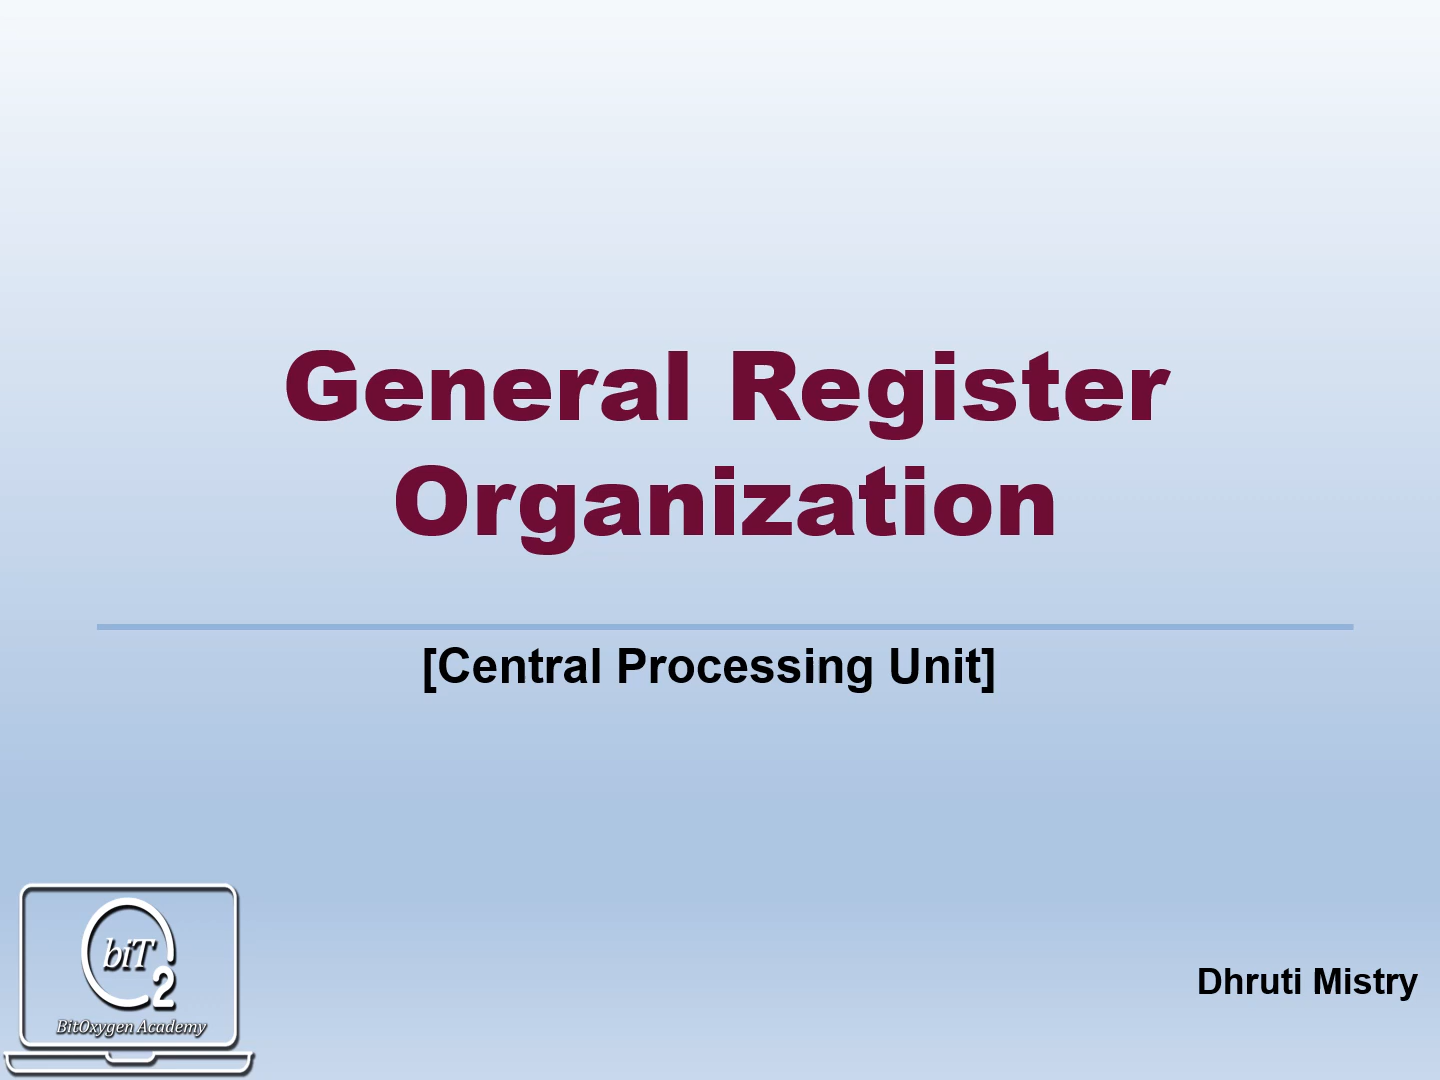 General Register
Organization
[Central Processing Unit]
biT
2
BitOxygen Academy
Dhruti Mistry